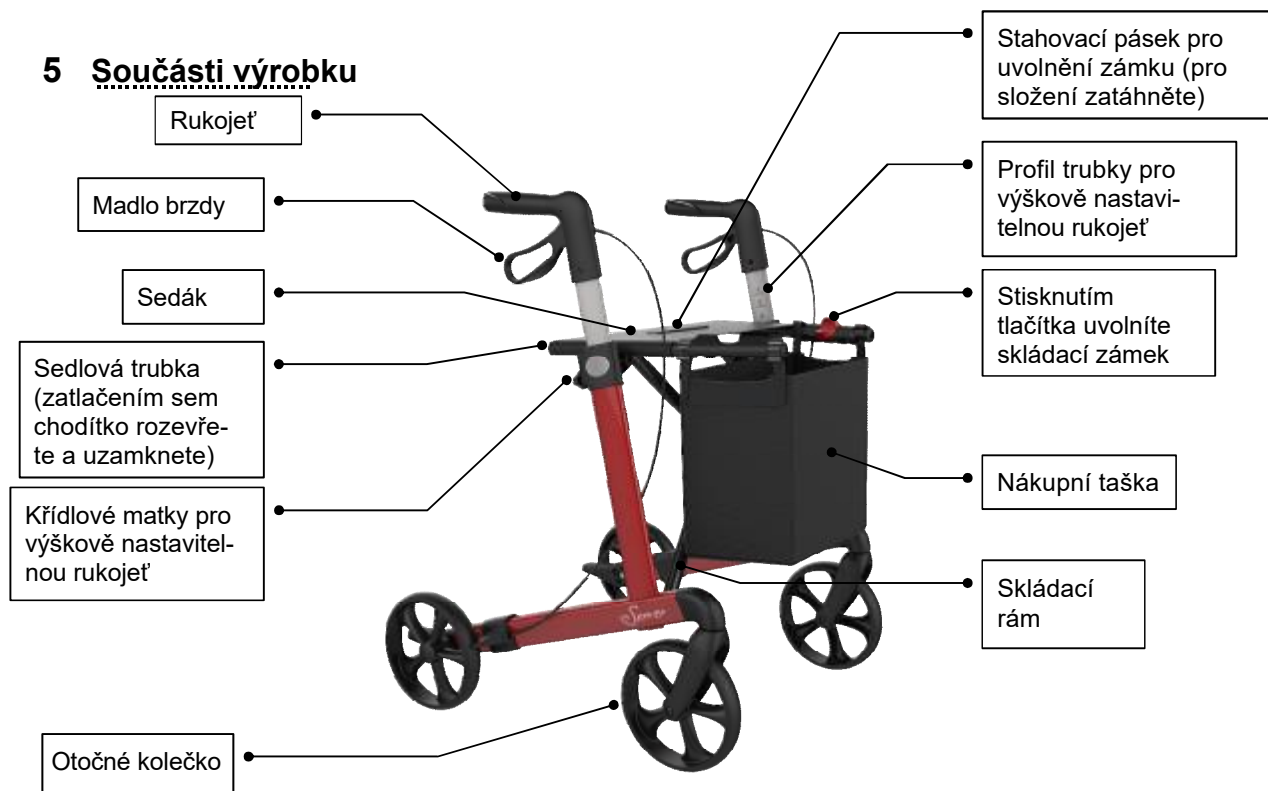 5 Součásti výrobku
Rukojeť
Madlo brzdy
Sedák
Sedlová trubka
(zatlačením sem
chodítko rozevře-
te a uzamknete)
Křídlové matky pro
výškově nastavitel-
nou rukojeť
Otočné kolečko
Stahovací pásek pro
uvolnění zámku (pro
složení zatáhněte)
Profil trubky pro
výškově nastavi-
telnou rukojeť
Stisknutím
tlačítka uvolníte
skládací zámek
Nákupní taška
Skládací
rám